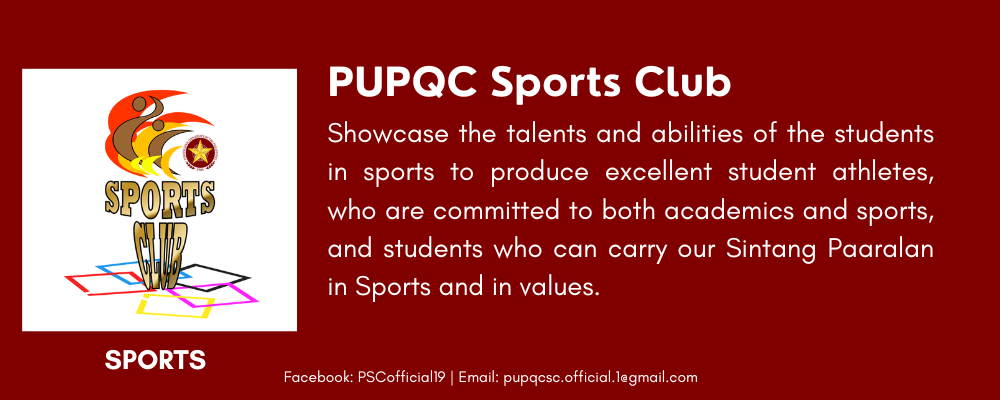 PUPQC Sports Club
Showcase the talents and abilities of the students
in sports to produce excellent student athletes,
who are committed to both academics and sports,
and students who can carry our Sintang Paaralan
in Sports and in values.
SPORTS
CLUB
SPORTS
Facebook: PSCofficial19 | Email: pupqcsc.official.1@gmail.com